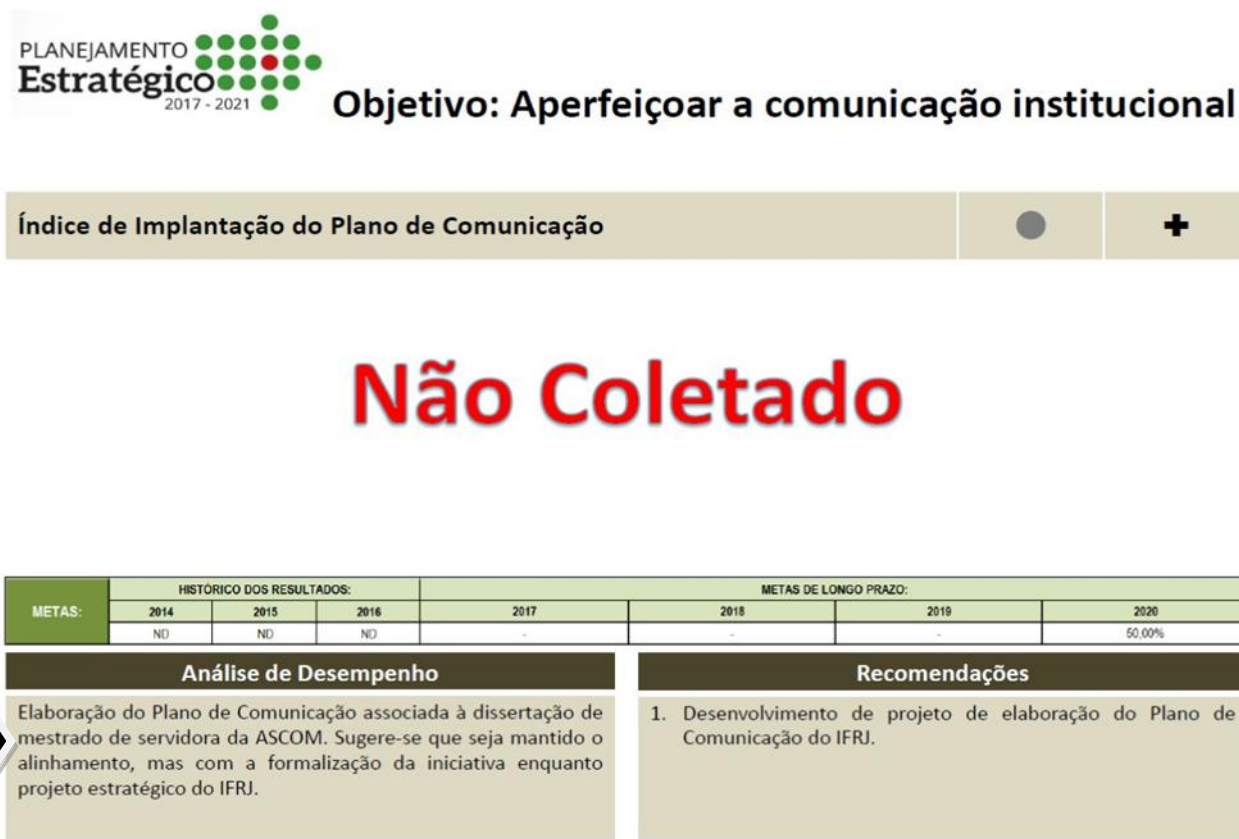 PLANEJAMENTO
Estratégico
2017 - 2021
Objetivo: Aperfeiçoar a comunicação institucional
Índice de Implantação do Plano de Comunicação
Não Coletado
METAS:
HISTÓRICO DOS RESULTADOS: METAS DE LONGO PRAZO:
2014 2015 2016 2017 2018 2019 2020
ND ND ND - - - 50,00%
Análise de Desempenho
Elaboração do Plano de Comunicação associada à dissertação de
mestrado de servidora da ASCOM. Sugere-se que seja mantido o
alinhamento, mas com a formalização da iniciativa enquanto
projeto estratégico do IFRJ.
Recomendações
1. Desenvolvimento de projeto de elaboração do Plano de
Comunicação do IFRJ.